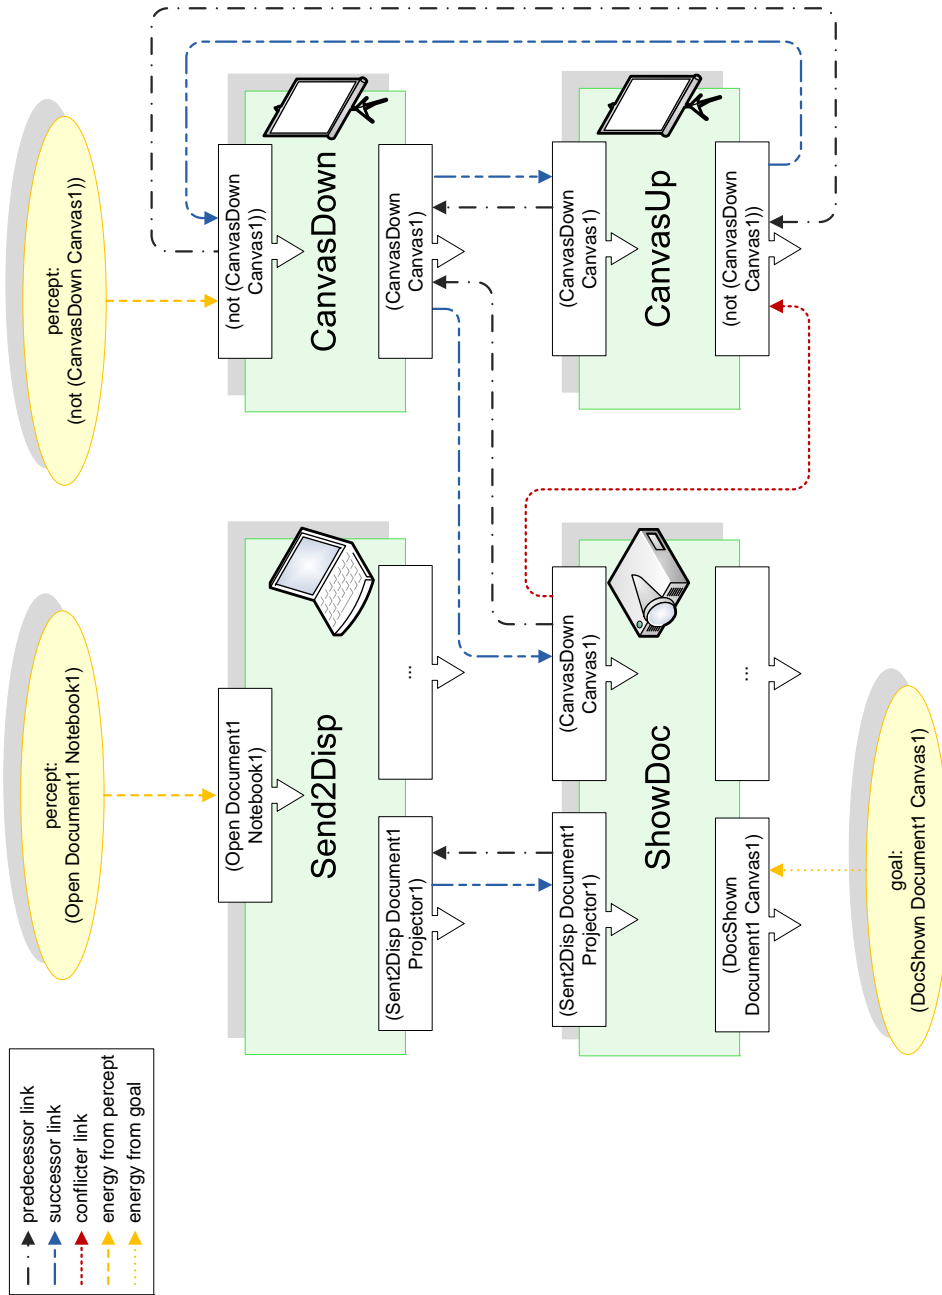 predecessor link
successor link
conflicter link
energy from percept
energy from goal
percept:
(Open Document1 Notebook1)
percept:
(not (CanvasDown Canvas1))
(Open Document1
Notebook1)
Send2Disp
(Sent2Disp Document1
Projector1)
...
(not (CanvasDown
Canvas1))
CanvasDown
(CanvasDown
Canvas1)
(Sent2Disp Document1
Projector1)
(CanvasDown
Canvas1)
ShowDoc
(DocShown
Document1 Canvas1)
...
(CanvasDown
Canvas1)
CanvasUp
(not (CanvasDown
Canvas1))
goal:
(DocShown Document1 Canvas1)